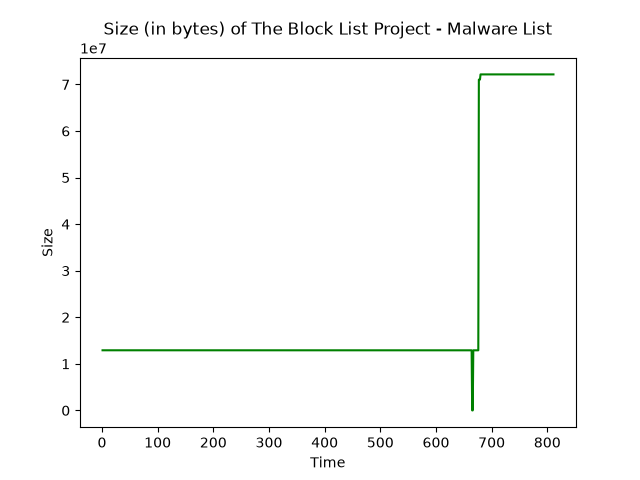 Size (in bytes) of The Block List Project - Malware List
1e7
7
6
5
4
3
2
1
0
Size
0 100 200 300 400 500 600 700 800
Time